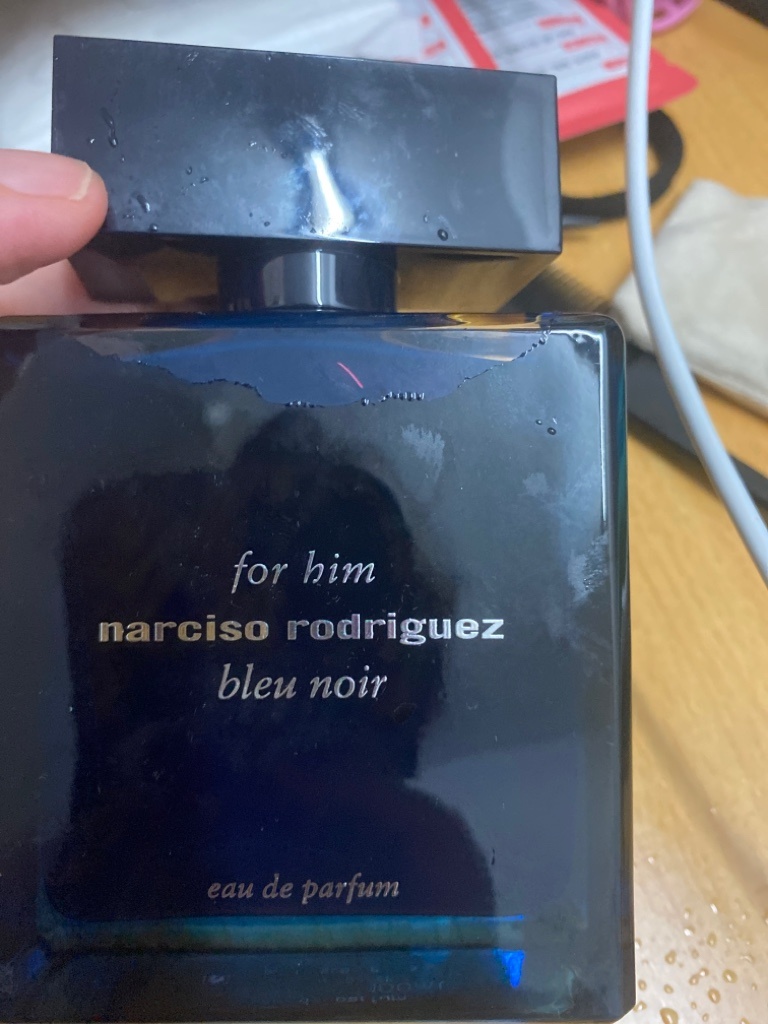 for him
narciso rodriguez
bleu noir
eau de parfum